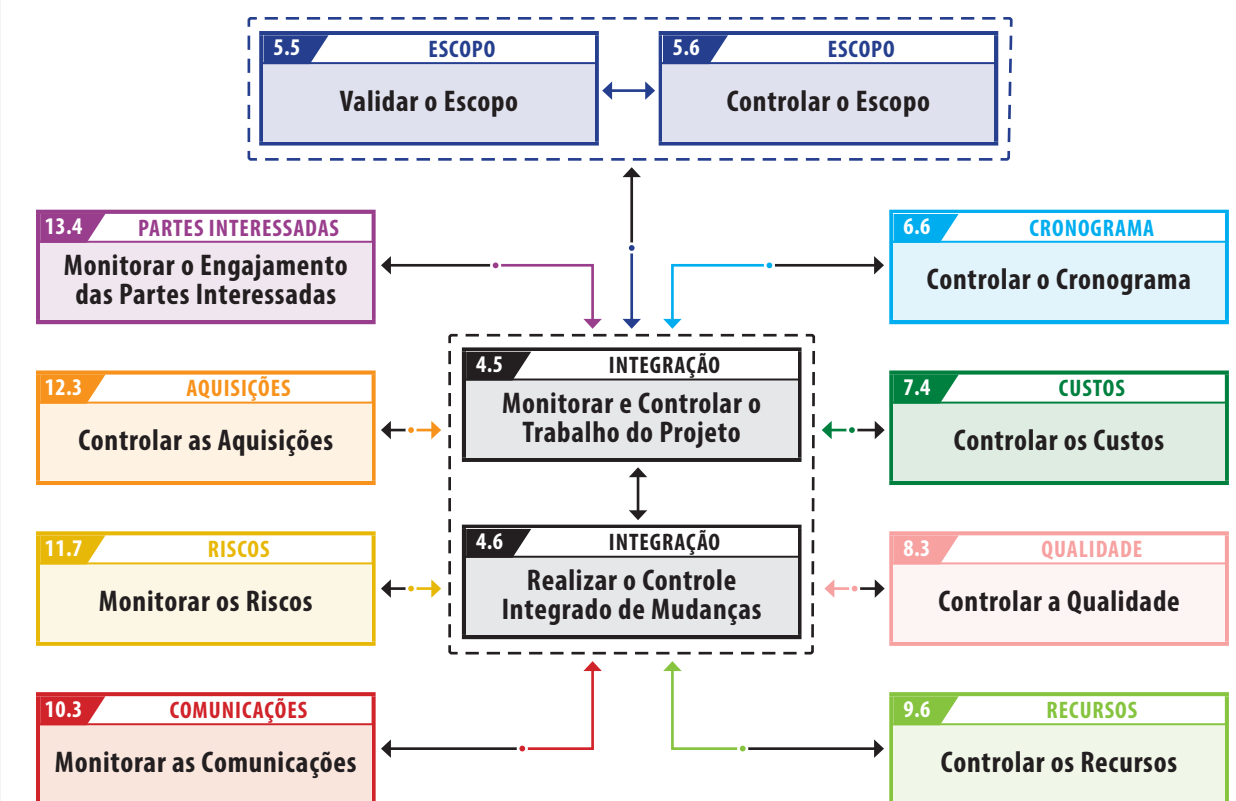 5.5 ESCOPO
Validar o Escopo
5.6 ESCOPO
Controlar o Escopo
13.4 PARTES INTERESSADAS
Monitorar o Engajamento
das Partes Interessadas
6.6 CRONOGRAMA
Controlar o Cronograma
4.5 INTEGRAÇÃO
Monitorar e Controlar o
Trabalho do Projeto
12.3 AQUISIÇÕES
Controlar as Aquisições
7.4 CUSTOS
Controlar os Custos
4.6 INTEGRAÇÃO
Realizar o Controle
Integrado de Mudanças
11.7 RISCOS
Monitorar os Riscos
8.3 QUALIDADE
Controlar a Qualidade
10.3 COMUNICAÇÕES
Monitorar as Comunicações
9.6 RECURSOS
Controlar os Recursos